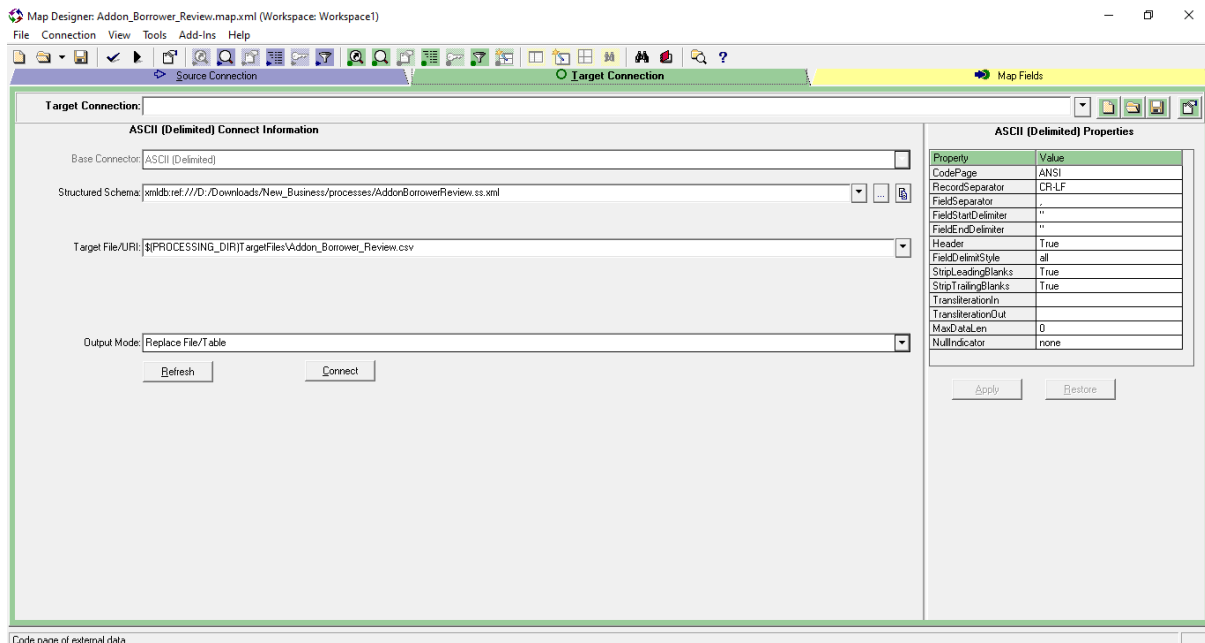 Map Designer: Addon_Borrower_Review.map.xml (Workspace: Workspace1)
File Connection View Tools Add-Ins Help
Source Connection
Target Connection
Map Fields
Target Connection:
ASCII (Delimited) Connect Information
Base Connector: ASCII (Delimited)
Structured Schema: xmldb:ref:///D:/Downloads/New_Business/processes/AddonBorrowerReview.ss.xml
...
Target File/URI: $(PROCESSING_DIR)TargetFiles\Addon_Borrower_Review.csv
Output Mode: Replace File/Table
Refresh Connect
ASCII (Delimited) Properties
Property Value
CodePage ANSI
RecordSeparator CR-LF
FieldSeparator ,
FieldStartDelimiter "
FieldEndDelimiter "
Header True
FieldDelimitStyle all
StripLeadingBlanks True
StripTrailingBlanks True
TransliterationIn
TransliterationOut
MaxDataLen 0
NullIndicator none
Apply Restore
Code page of external data